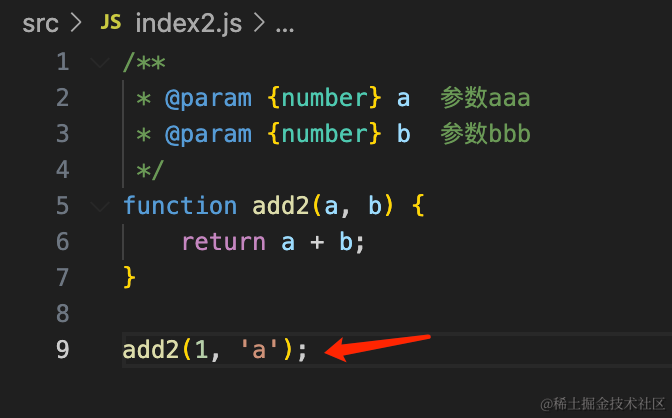 src > JS index2.js > ...
1 /**
2 * @param {number} a 参数aaa
3 * @param {number} b 参数bbb
4 */
5 function add2(a, b) {
6 return a + b;
7 }
8
9 add2(1, 'a');
@稀土掘金技术社区